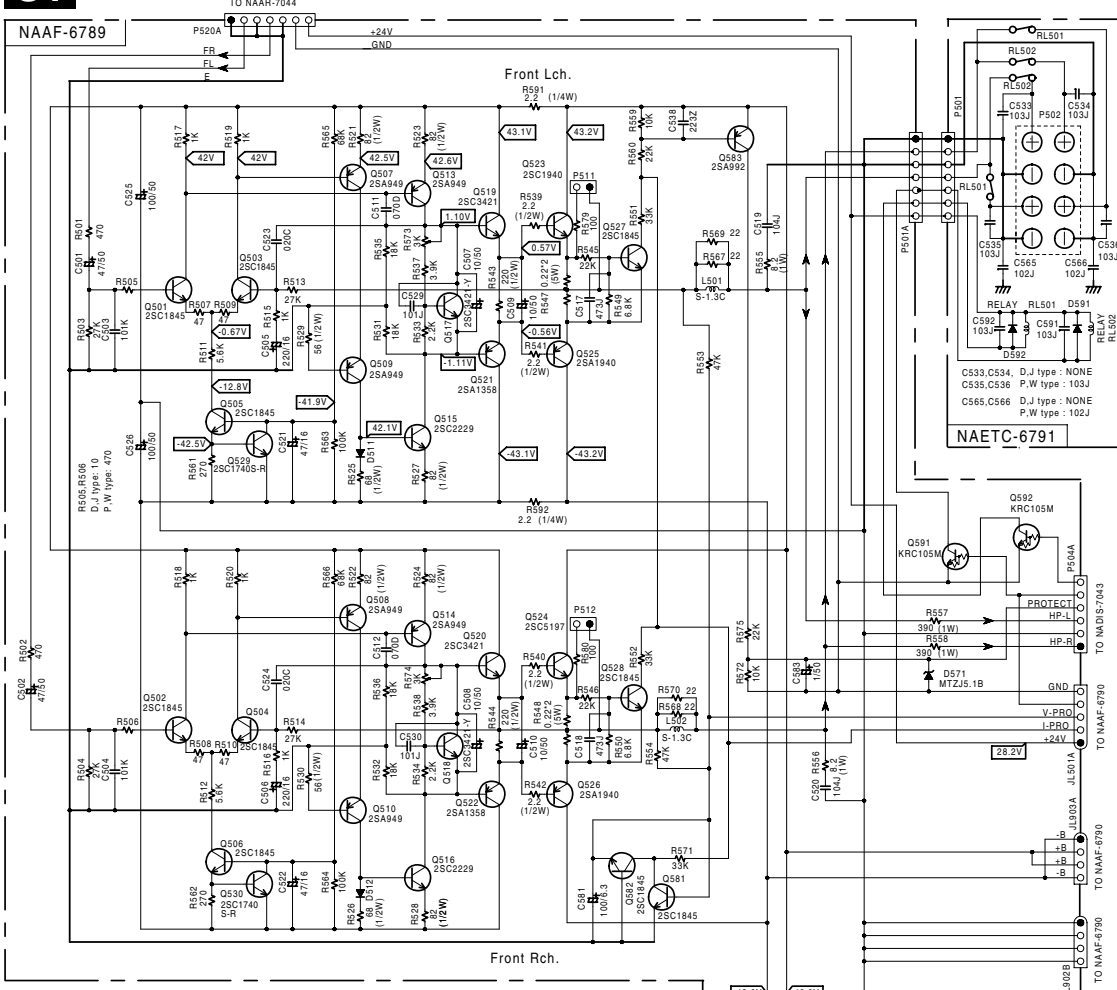 TO NAAH-7044
NAAF-6789
P520A
+24V
GND
FR
FL
E
Front Lch.
R591
2.2 (1/4W)
R517
1K
R519
1K
R565
68K
R521
82
(1/2W)
R523
82
(1/2W)
43.1V
43.2V
R559
10K
C538
223Z
R560
22K
Q583
2SA992
42V
42V
42.5V
42.6V
Q507
2SA949
Q513
2SA949
Q523
2SC1940
P511
C525
100/50
C511
070D
Q519
2SC3421
1.10V
R539
2.2
(1/2W)
R579
100
R551
33K
C519
104J
R501
470
C501
47/50
C523
020C
R535
18K
R573
3K
C507
10/50
0.57V
Q527
2SC1845
R569 22
R567 22
R545
22K
R555
8.2
(1W)
Q503
2SC1845
R537
3.9K
R543
220
(1/2W)
R547
0.22*2
(5W)
L501
S-1.3C
R505
R513
27K
C529
101J
2SC3421-Y
Q517
C509
10/50
C517
473J
R549
6.8K
Q501
2SC1845
R507
47
R509
47
R515
1K
R529
56 (1/2W)
R531
18K
R533
2.2K
-0.56V
R503
27K
C503
101K
-0.67V
C505
220/16
R511
5.6K
-1.11V
R541
2.2
(1/2W)
R553
47K
Q509
2SA949
Q521
2SA1358
Q525
2SA1940
-12.8V
-41.9V
Q505
2SC1845
42.1V
Q515
2SC2229
C526
100/50
-42.5V
Q529
2SC1740S-R
C521
47/16
R563
100K
D511
-43.1V
-43.2V
R561
270
R525
68
(1/2W)
R527
82
(1/2W)
R505,R506
D,J type: 10
P,W type: 470
R592
2.2 (1/4W)
RL501
RL502
RL502
P501
C533
103J
P502
C534
103J
RL501
P501A
C535
103J
C565
102J
C566
102J
C536
103J
RELAY RL501
D591
C592
103J
C591
103J
D592
RELAY
RL502
C533,C534, D,J type : NONE
C535,C536 P,W type : 103J
C565,C566 D,J type : NONE
P,W type : 102J
NAETC-6791
Q592
KRC105M
Q591
KRC105M
P504A
R518
1K
R520
1K
R566
68K
R522
82
(1/2W)
R524
82
(1/2W)
Q508
2SA949
Q514
2SA949
Q524
2SC5197
P512
C512
070D
Q520
2SC3421
R540
2.2
(1/2W)
R580
100
R552
33K
R575
22K
R572
10K
R557
390 (1W)
R558
390 (1W)
PROTECT
HP-L
HP-R
TO NADIS-7043
C583
1/50
D571
MTZJ5.1B
R502
470
C502
47/50
C524
020C
R536
18K
R574
3K
C508
10/50
Q528
2SC1845
R546
22K
R570 22
R568 22
L502
S-1.3C
GND
V-PRO
I-PRO
+24V
28.2V
JL501A
TO NAAF-6790
Q502
2SC1845
Q504
2SC1845
R538
3.9K
R544
220
(1/2W)
R548
0.22*2
(5W)
R506
R514
27K
C530
101J
2SC3421-Y
Q518
C510
10/50
C518
473J
R550
6.8K
R554
47K
R508
47
R510
47
R516
1K
R530
56(1/2W)
R532
18K
R534
2.2K
R504
27K
C504
101K
R512
5.6K
C506
220/16
R542
2.2
(1/2W)
C520
104J
R556
8.2
(1W)
Q510
2SA949
Q522
2SA1358
Q526
2SA1940
Q506
2SC1845
Q516
2SC2229
Q530
2SC1740
S-R
C522
47/16
R564
100K
D512
R562
270
R526
68
(1/2W)
R528
82
(1/2W)
R571
33K
Q581
2SC1845
Q582
2SC1845
C581
100/6.3
JL903A
-B
+B
+B
-B
TO NAAF-6790
TO NAAF-6790
Front Rch.